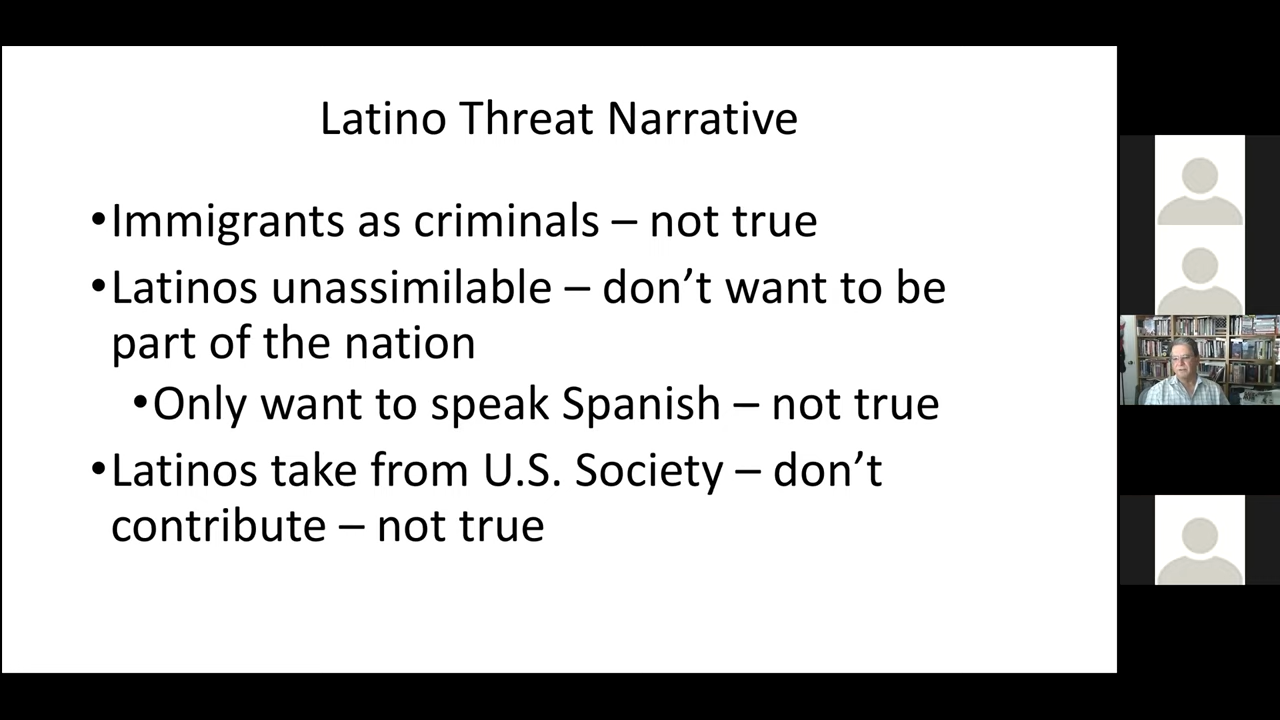 Latino Threat Narrative
•Immigrants as criminals – not true
•Latinos unassimilable – don’t want to be
part of the nation
•Only want to speak Spanish – not true
•Latinos take from U.S. Society – don’t
contribute – not true